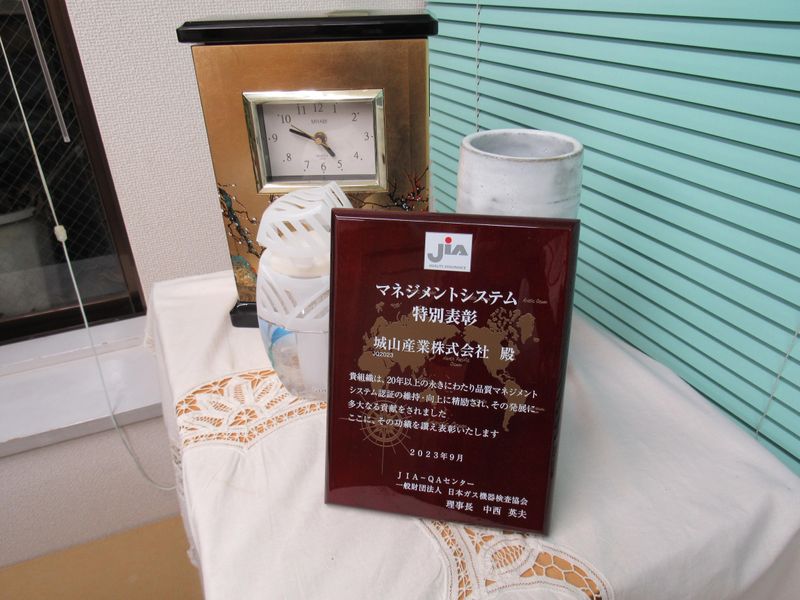 12
11
10
2
9
3
8
4
7
6
5
JIA
QUALITY ASSURANCE
マネジメントシステム
特別表彰
城山産業株式会社 殿
JQ2023
貴組織は、20年以上の永きにわたり品質マネジメント
システム認証の維持・向上に精励され、その発展に
多大なる貢献をされました
ここに、その功績を讃え表彰いたします
2023年9月
JIA-QAセンター
一般財団法人 日本ガス機器検査協会
理事長 中西 英夫